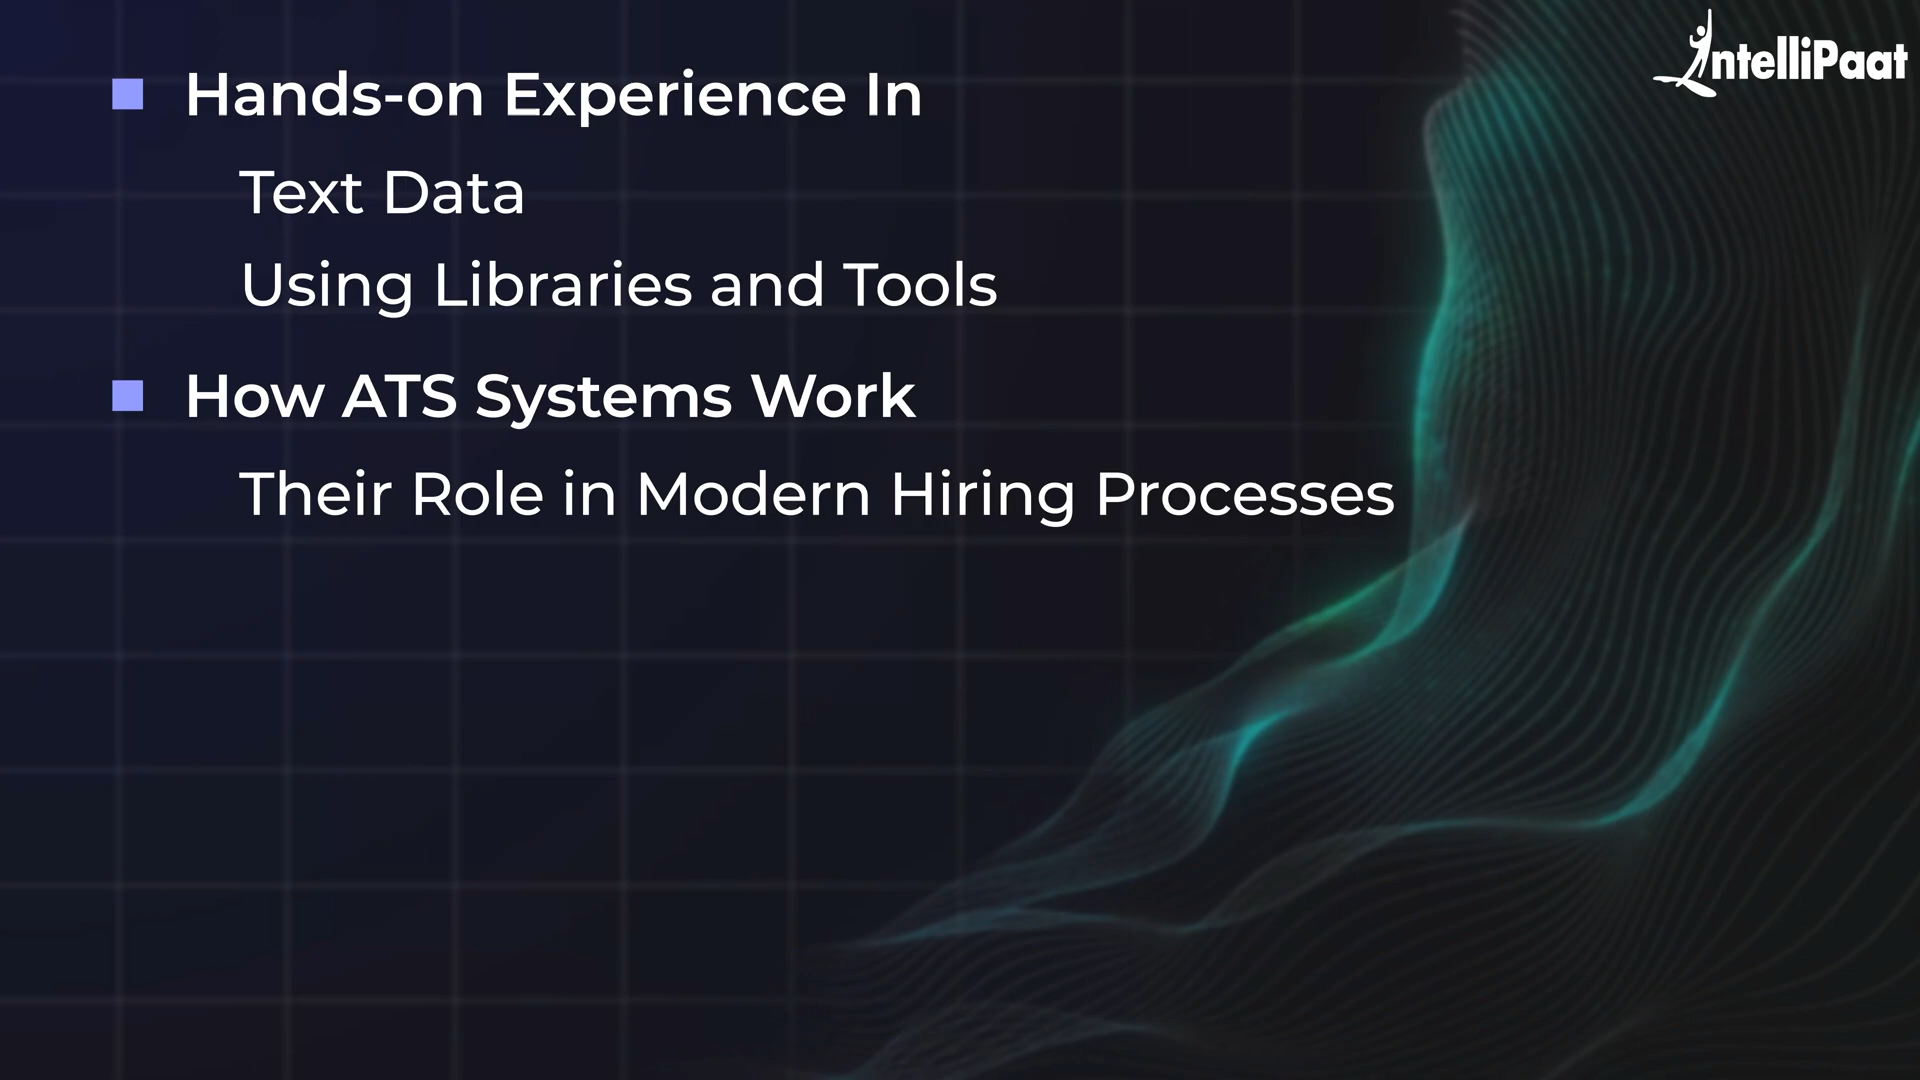 IntelliPaat
Hands-on Experience In
Text Data
Using Libraries and Tools
How ATS Systems Work
Their Role in Modern Hiring Processes